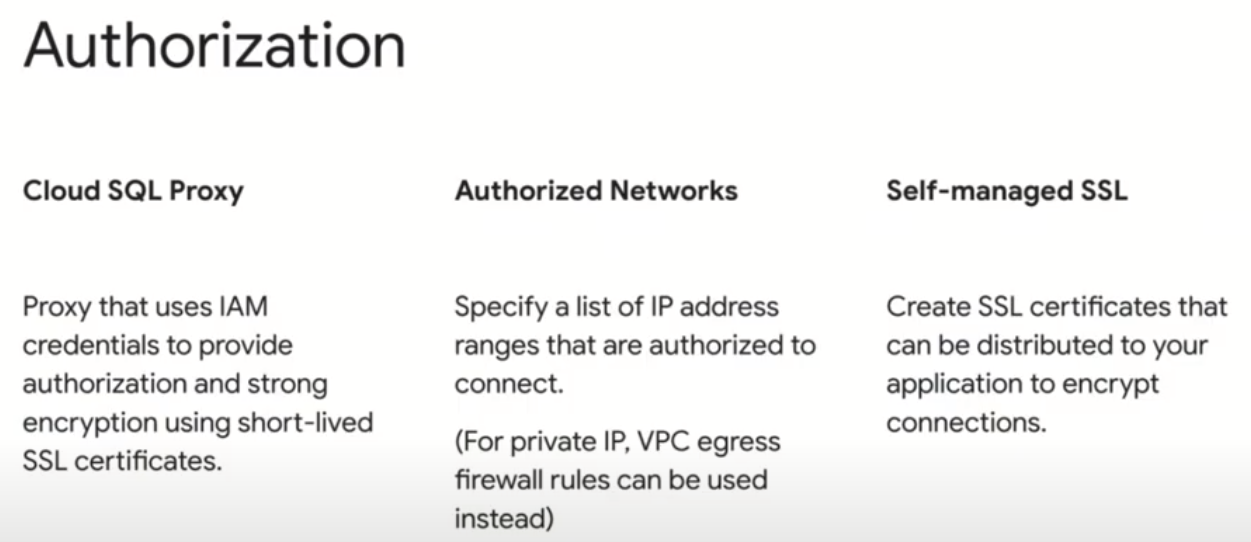 Authorization
Cloud SQL Proxy
Proxy that uses IAM
credentials to provide
authorization and strong
encryption using short-lived
SSL certificates.
Authorized Networks
Specify a list of IP address
ranges that are authorized to
connect.
(For private IP, VPC egress
firewall rules can be used
instead)
Self-managed SSL
Create SSL certificates that
can be distributed to your
application to encrypt
connections.